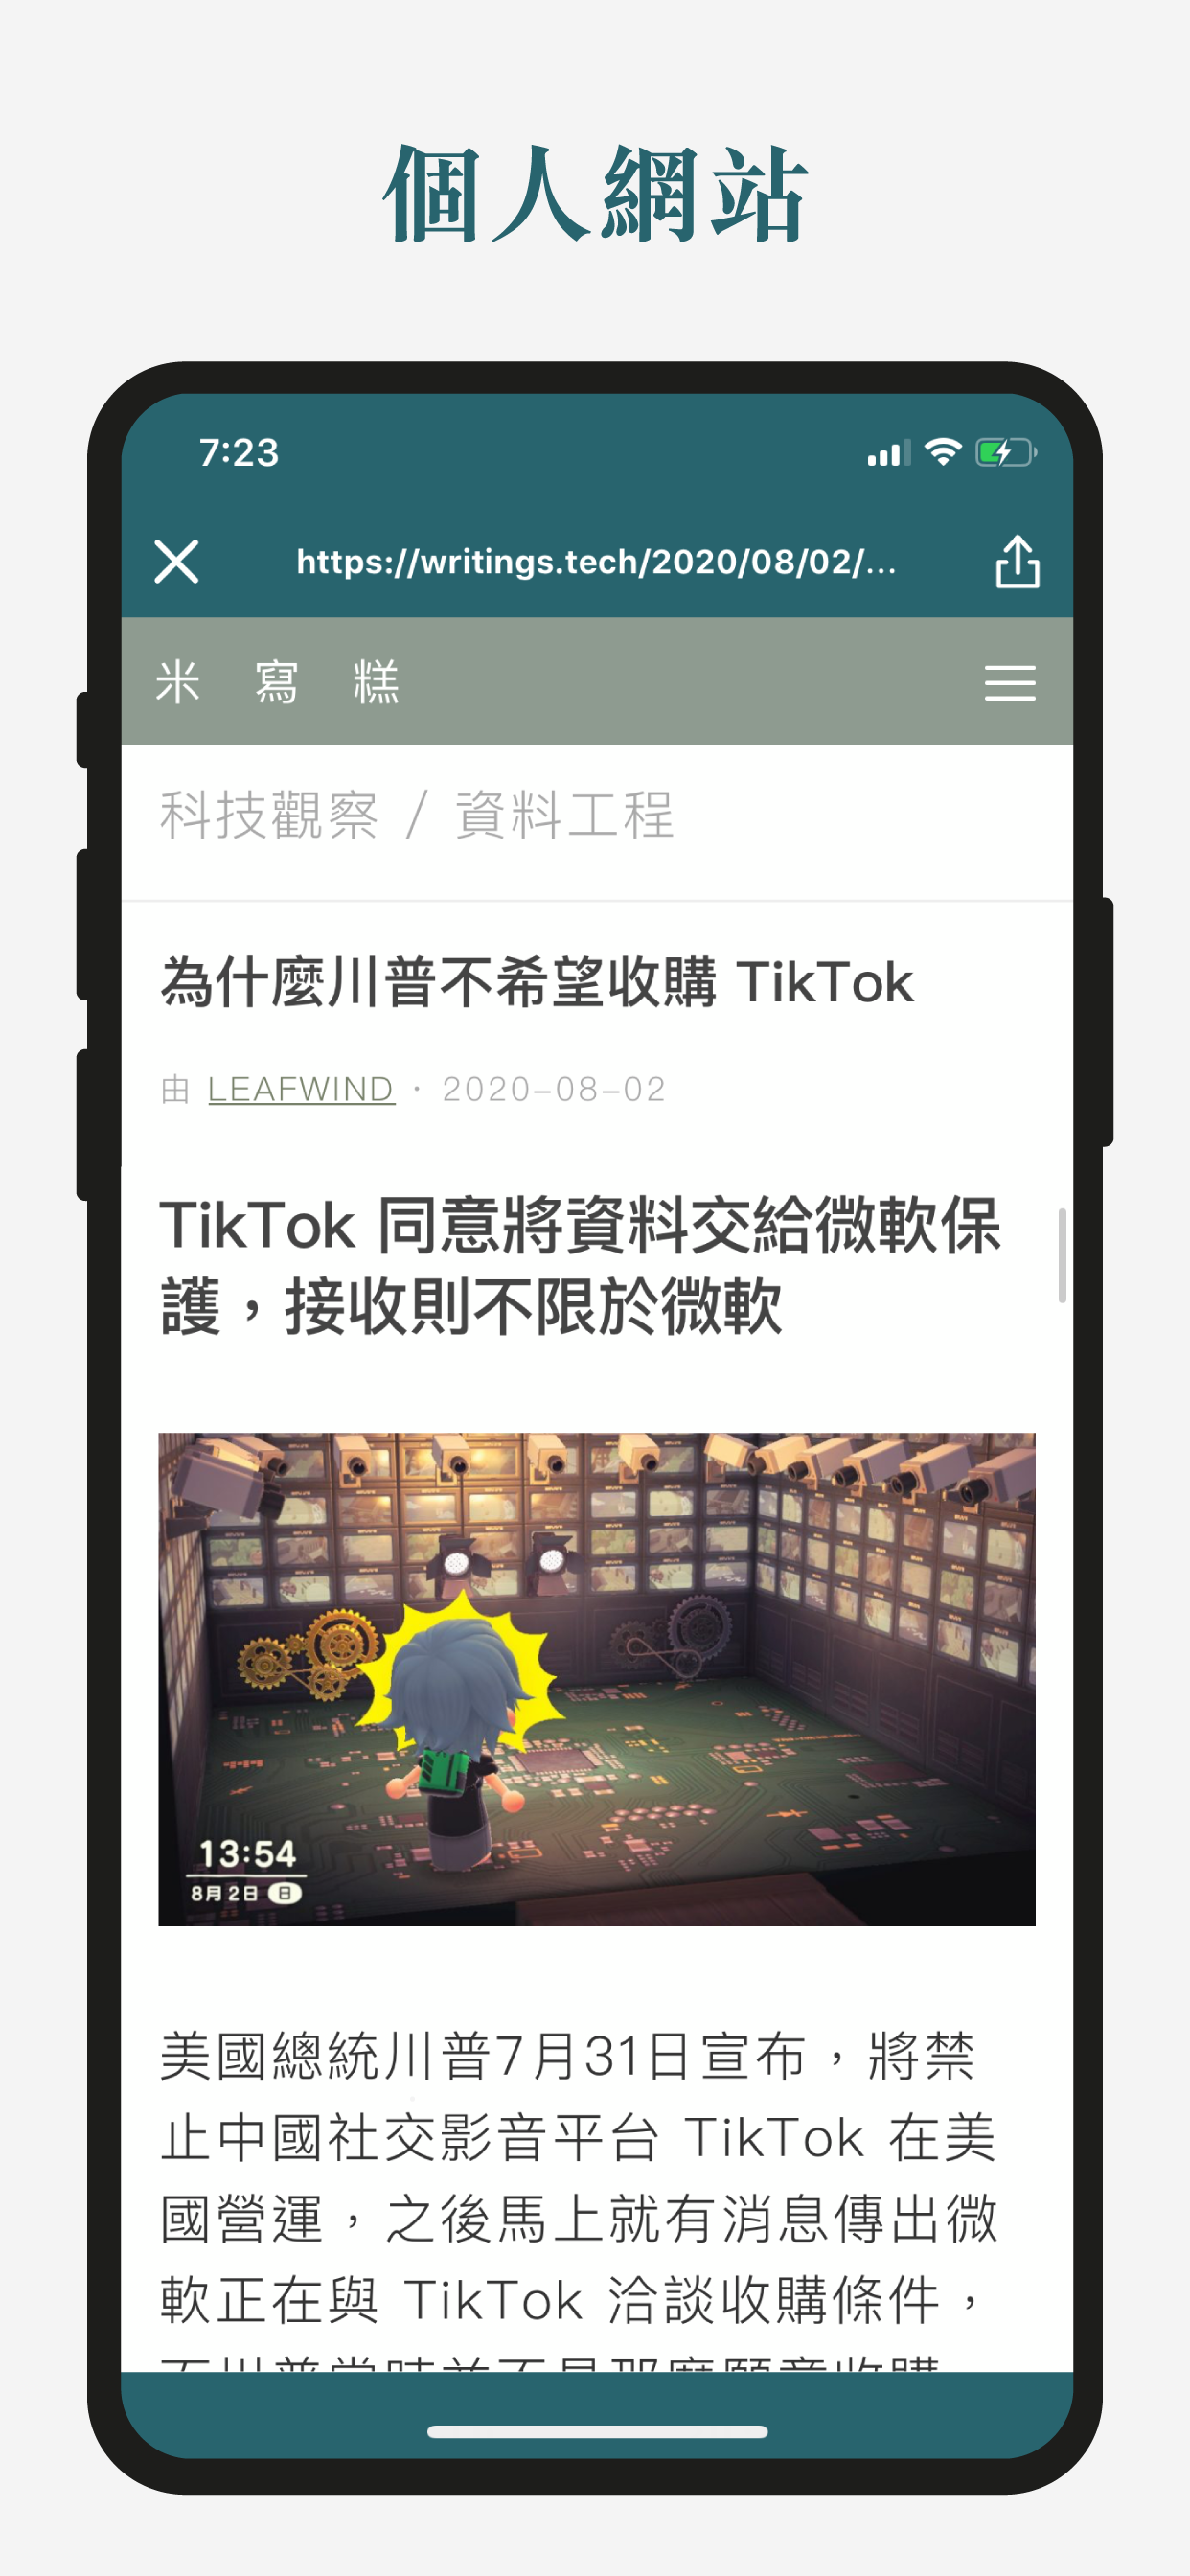 個人網站
7:23
https://writings.tech/2020/08/02/...
米 寫 糕
科技觀察 / 資料工程
為什麼川普不希望收購 TikTok
由 LEAFWIND · 2020-08-02
TikTok 同意將資料交給微軟保
護，接收則不限於微軟
13:54
8月2日 日
美國總統川普7月31日宣布，將禁
止中國社交影音平台 TikTok 在美
國營運，之後馬上就有消息傳出微
軟正在與 TikTok 洽談收購條件，